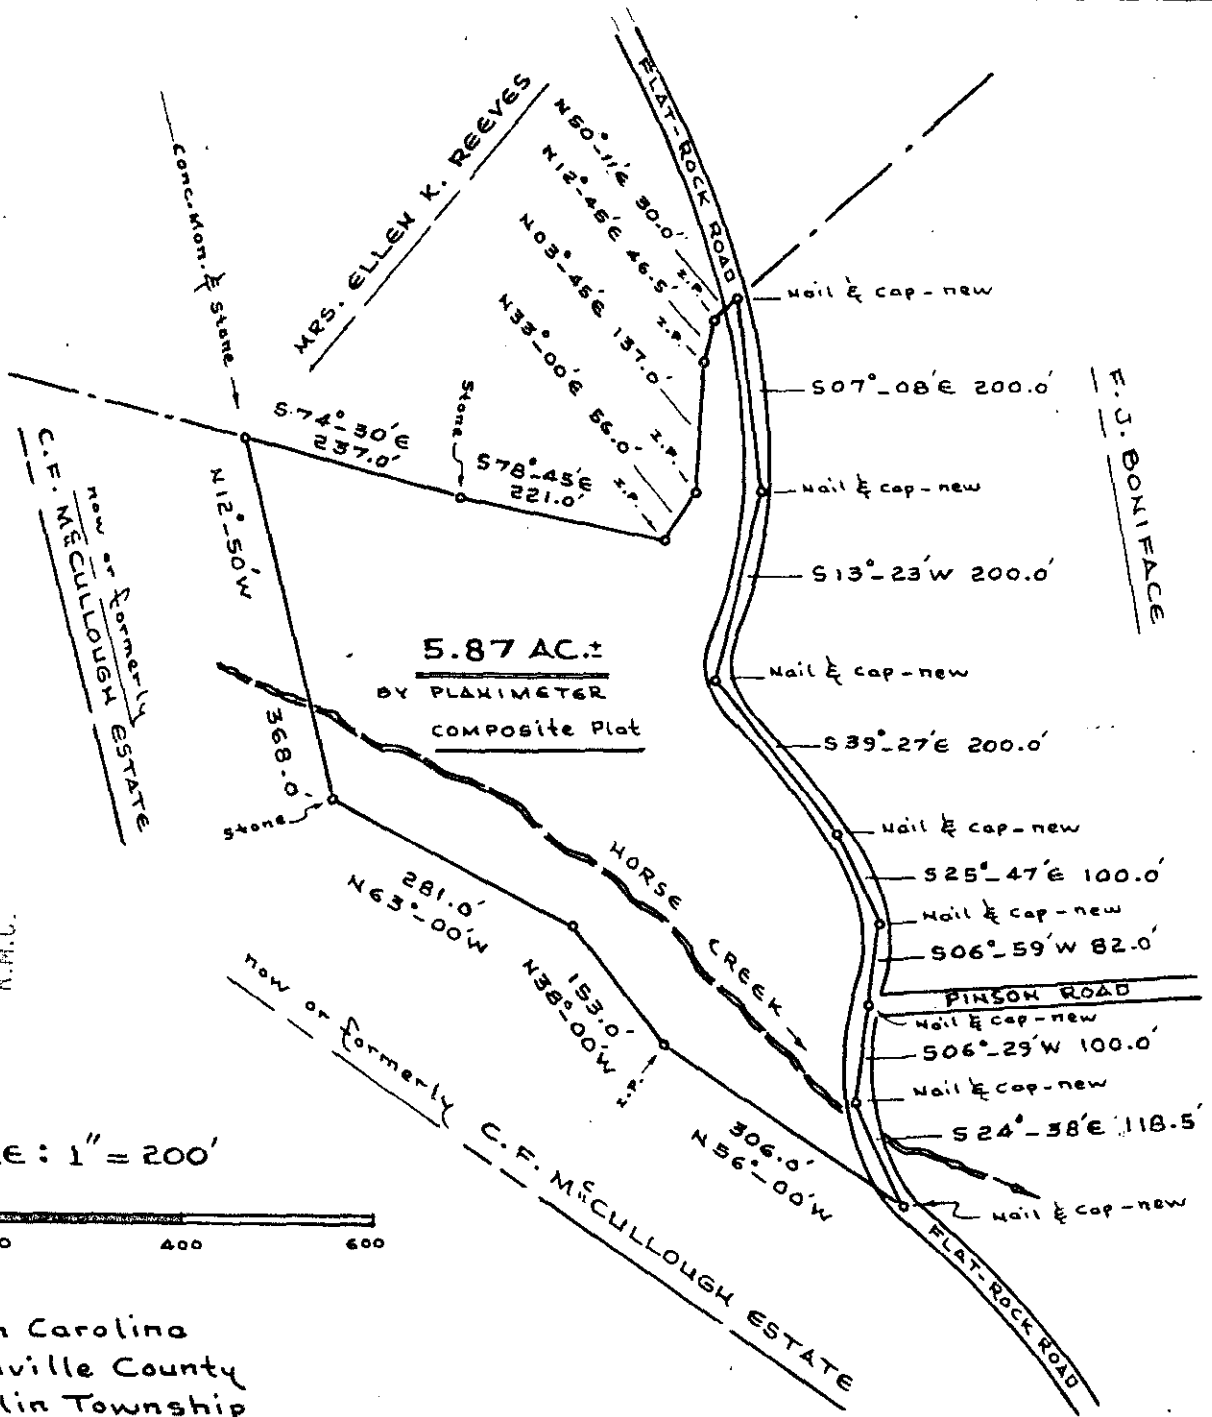 FLAT-ROCK ROAD
Conc. Mon. & Stone
MRS. ELLEN K. REEVES
N50°-11'E 30.0'
N12°-45'E 46.5'
N03°-45'E 137.0'
N33°-00'E 56.0'
I.P.
I.P.
I.P.
I.P.
Nail & Cap-new
S07°-08'E 200.0'
F. J. BONIFACE
Stone
S.74°-30'E
237.0'
S78°-45'E
221.0'
Nail & Cap-new
N12°-50'W
368.0'
now or formerly
C.F. McCULLOUGH ESTATE
S13°-23'W 200.0'
5.87 AC.±
BY PLANIMETER
COMPOSITE Plat
Nail & Cap-new
S39°-27'E 200.0'
Stone
Nail & Cap-new
HORSE CREEK
281.0'
N63°-00'W
S25°-47'E 100.0'
Nail & Cap-new
S06°-59'W 82.0'
PINSON ROAD
Nail & Cap-new
153.0'
N38°-00'W
I.P.
S06°-29'W 100.0'
Nail & Cap-new
S24°-38'E 118.5'
N.M.C.
now or formerly C.F. McCULLOUGH ESTATE
306.0'
N56°-00'W
Nail & Cap-new
E: 1"=200'
0 400 600
FLAT-ROCK ROAD
h Carolina
nville County
lin Township